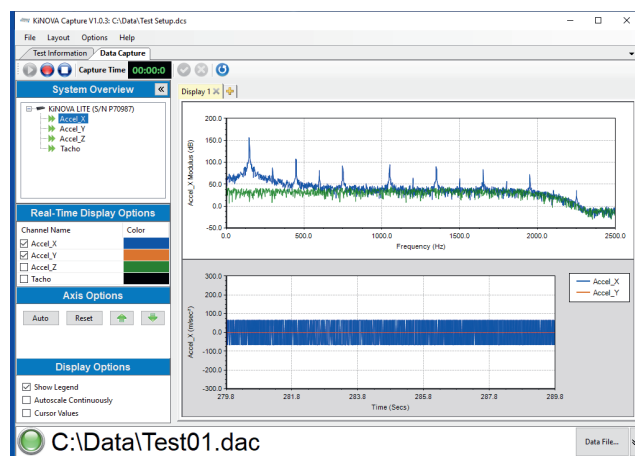 KiNOVA Capture V1.0.3: C:\Data\Test Setup.dcs
File Layout Options Help
Test Information Data Capture
Capture Time 00:00:0
System Overview «
KiNOVA LITE (S/N P70987)
Accel_X
Accel_Y
Accel_Z
Tacho
Real-Time Display Options
Channel Name Color
Accel_X
Accel_Y
Accel_Z
Tacho
Axis Options
Auto Reset
Display Options
Show Legend
Autoscale Continuously
Cursor Values
Display 1
Accel_X Modulus (dB)
200.0
150.0
100.0
50.0
0.0
-50.0
0.0 500.0 1000.0 1500.0 2000.0 2500.0
Frequency (Hz)
Accel_X (m/sec²)
300.0
200.0
100.0
0.0
-100.0
-200.0
-300.0
279.8 281.8 283.8 285.8 287.8 289.8
Time (Secs)
Accel_X
Accel_Y
C:\Data\Test01.dac
Data File...